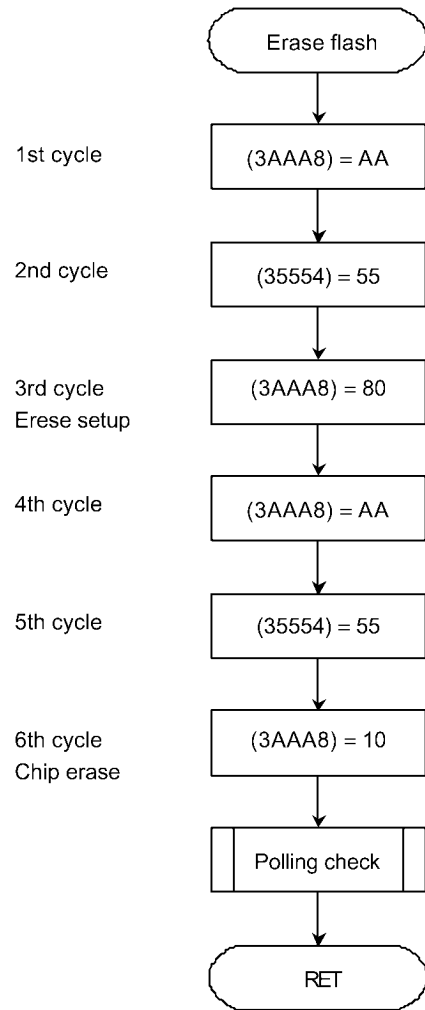 Erase flash
1st cycle
(3AAA8) = AA
2nd cycle
(35554) = 55
3rd cycle
Erese setup
(3AAA8) = 80
4th cycle
(3AAA8) = AA
5th cycle
(35554) = 55
6th cycle
Chip erase
(3AAA8) = 10
Polling check
RET